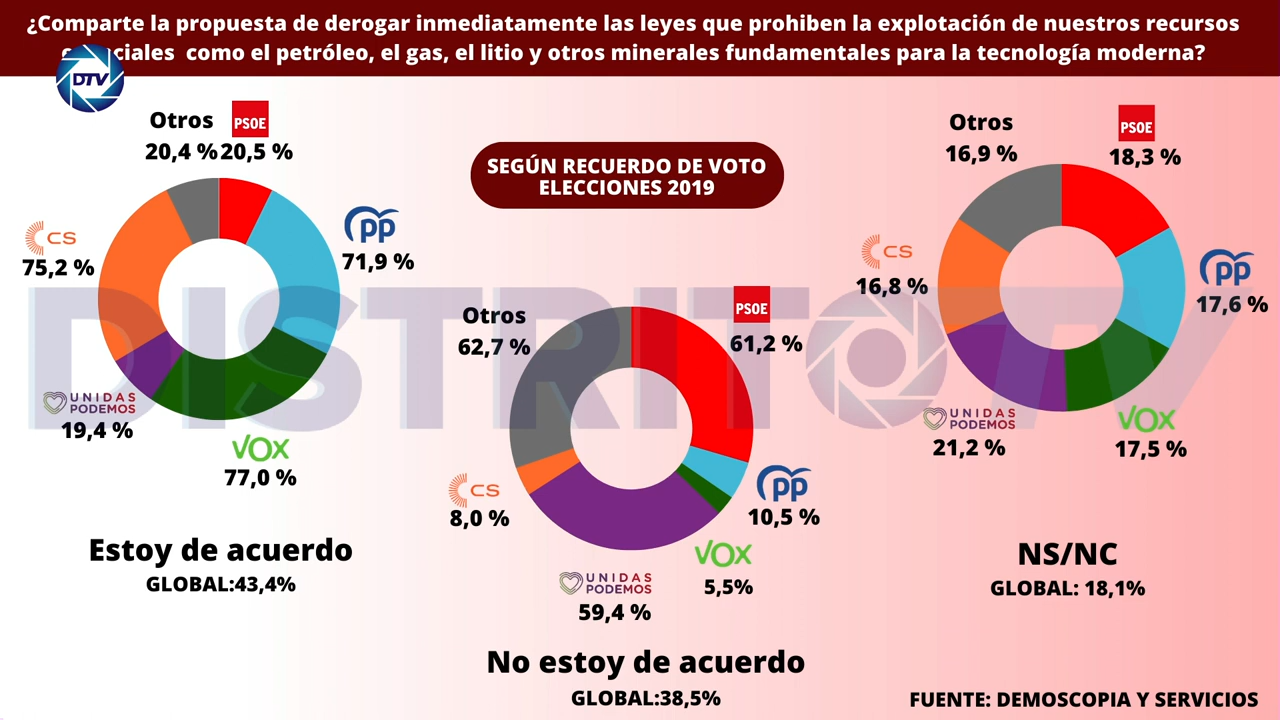 ¿Comparte la propuesta de derogar inmediatamente las leyes que prohiben la explotación de nuestros recursos
como el petróleo, el gas, el litio y otros minerales fundamentales para la tecnología moderna?
DTV
SEGÚN RECUERDO DE VOTO
ELECCIONES 2019
Otros
20,4 %
PSOE
20,5 %
PP
71,9 %
CS
75,2 %
UNIDAS
PODEMOS
19,4 %
VOX
77,0 %
Estoy de acuerdo
GLOBAL:43,4%
Otros
62,7 %
PSOE
61,2 %
CS
8,0 %
PP
10,5 %
VOX
5,5%
UNIDAS
PODEMOS
59,4 %
No estoy de acuerdo
GLOBAL:38,5%
Otros
16,9 %
PSOE
18,3 %
CS
16,8 %
PP
17,6 %
UNIDAS
PODEMOS
21,2 %
VOX
17,5 %
NS/NC
GLOBAL: 18,1%
DISTRITO TV
FUENTE: DEMOSCOPIA Y SERVICIOS